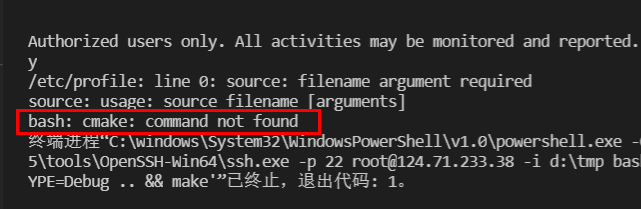 Authorized users only. All activities may be monitored and reported.
y
/etc/profile: line 0: source: filename argument required
source: usage: source filename [arguments]
bash: cmake: command not found
终端进程“C:\windows\System32\WindowsPowerShell\v1.0\powershell.exe
5\tools\OpenSSH-Win64\ssh.exe -p 22 root@124.71.233.38 -i d:\tmp bas
YPE=Debug .. && make'”已终止，退出代码: 1。